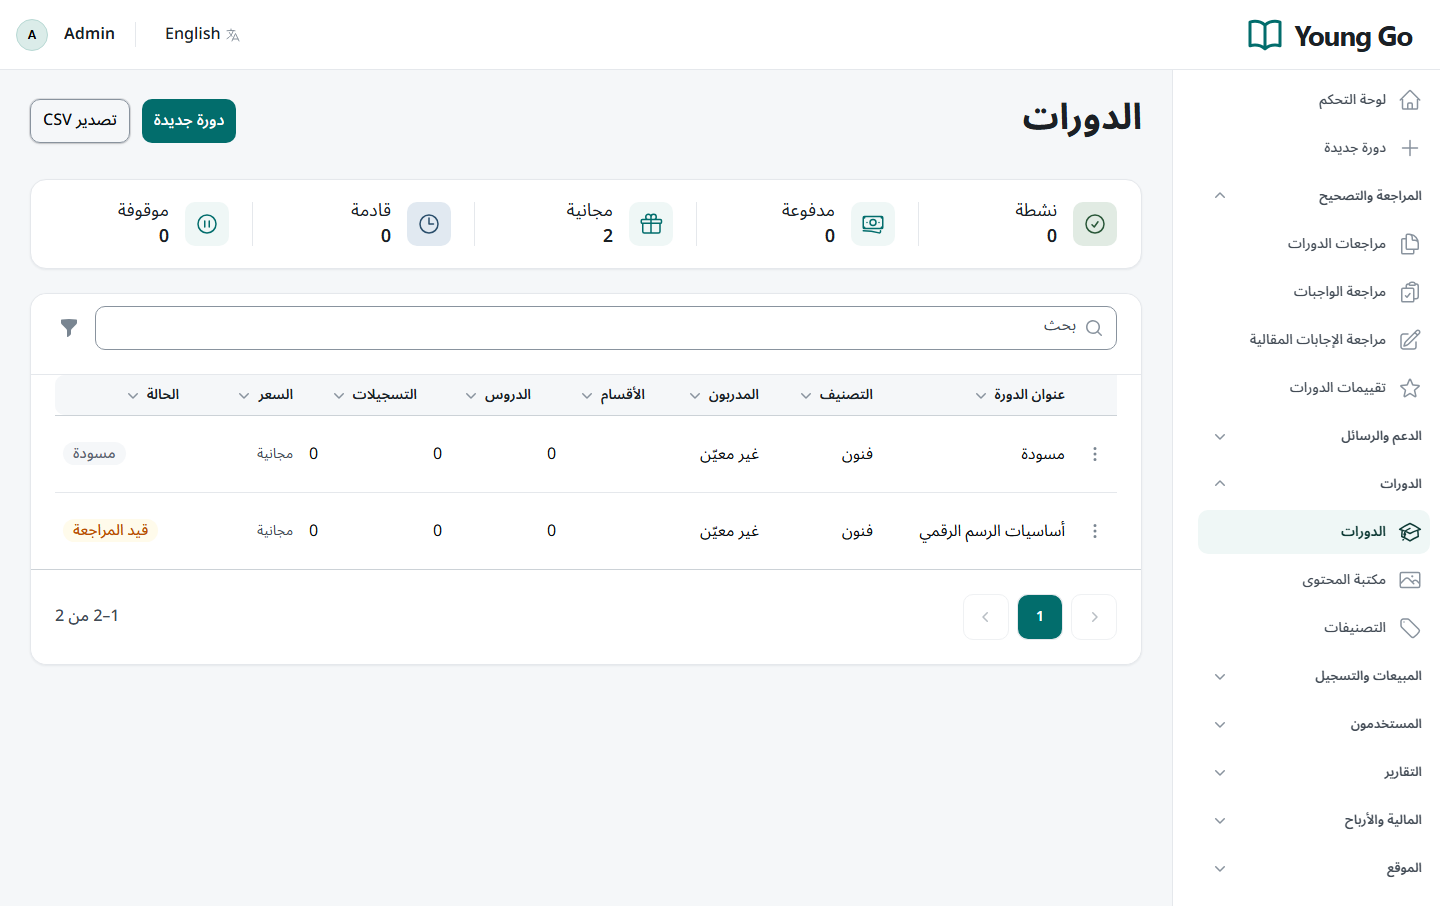 Young Go
English
Admin
A
لوحة التحكم
دورة جديدة
المراجعة والتصحيح
مراجعات الدورات
مراجعة الواجبات
مراجعة الإجابات المقالية
تقييمات الدورات
الدعم والرسائل
الدورات
الدورات
مكتبة المحتوى
التصنيفات
المبيعات والتسجيل
المستخدمون
التقارير
المالية والأرباح
الموقع
الدورات
دورة جديدة
تصدير CSV
نشطة
0
مدفوعة
0
مجانية
2
قادمة
0
موقوفة
0
بحث
عنوان الدورة التصنيف المدربون الأقسام الدروس التسجيلات السعر الحالة
مسودة فنون غير معيّن 0 0 0 مجانية مسودة
أساسيات الرسم الرقمي فنون غير معيّن 0 0 0 مجانية قيد المراجعة
1
1–2 من 2